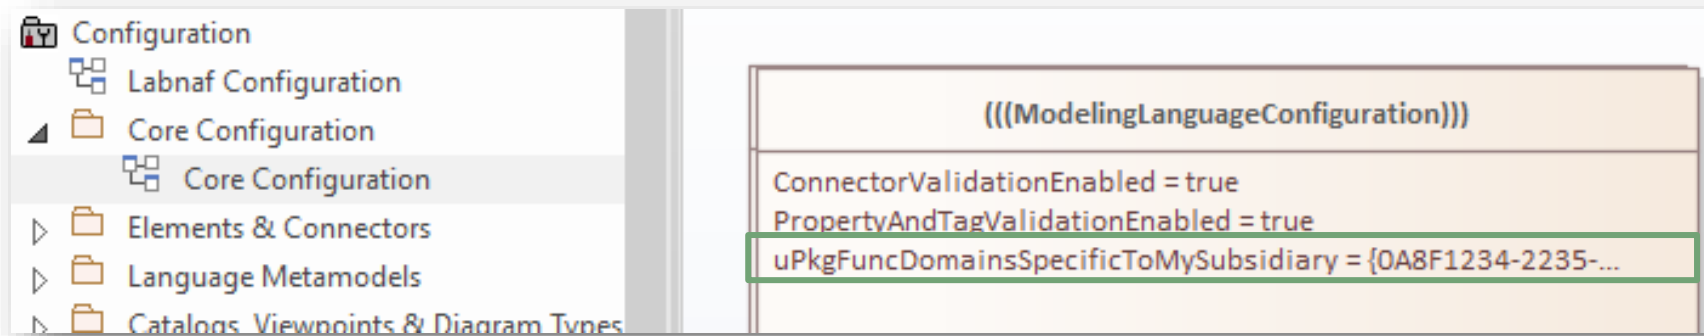 Configuration
Labnaf Configuration
Core Configuration
Core Configuration
Elements & Connectors
Language Metamodels
Catalogs, Viewpoints & Diagram Types
(((ModelingLanguageConfiguration)))
ConnectorValidationEnabled = true
PropertyAndTagValidationEnabled = true
uPkgFuncDomainsSpecificToMySubsidiary = {0A8F1234-2235-...